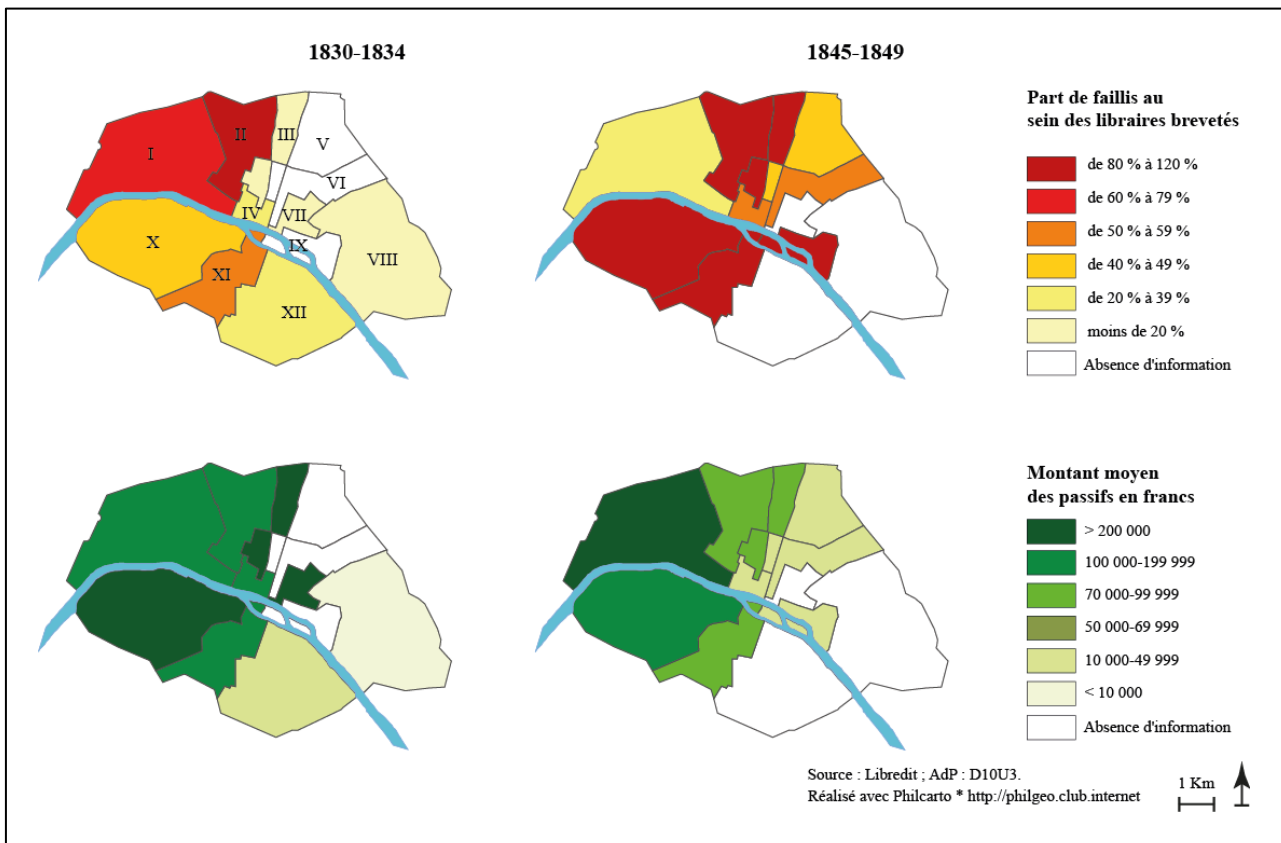 1830-1834
1845-1849
I
II
III
V
VI
IV
VII
IX
VIII
X
XI
XII
Part de faillis au
sein des libraires brevetés
de 80 % à 120 %
de 60 % à 79 %
de 50 % à 59 %
de 40 % à 49 %
de 20 % à 39 %
moins de 20 %
Absence d'information
Montant moyen
des passifs en francs
> 200 000
100 000-199 999
70 000-99 999
50 000-69 999
10 000-49 999
< 10 000
Absence d'information
Source : Libredit ; AdP : D10U3.
Réalisé avec Philcarto * http://philgeo.club.internet
1 Km